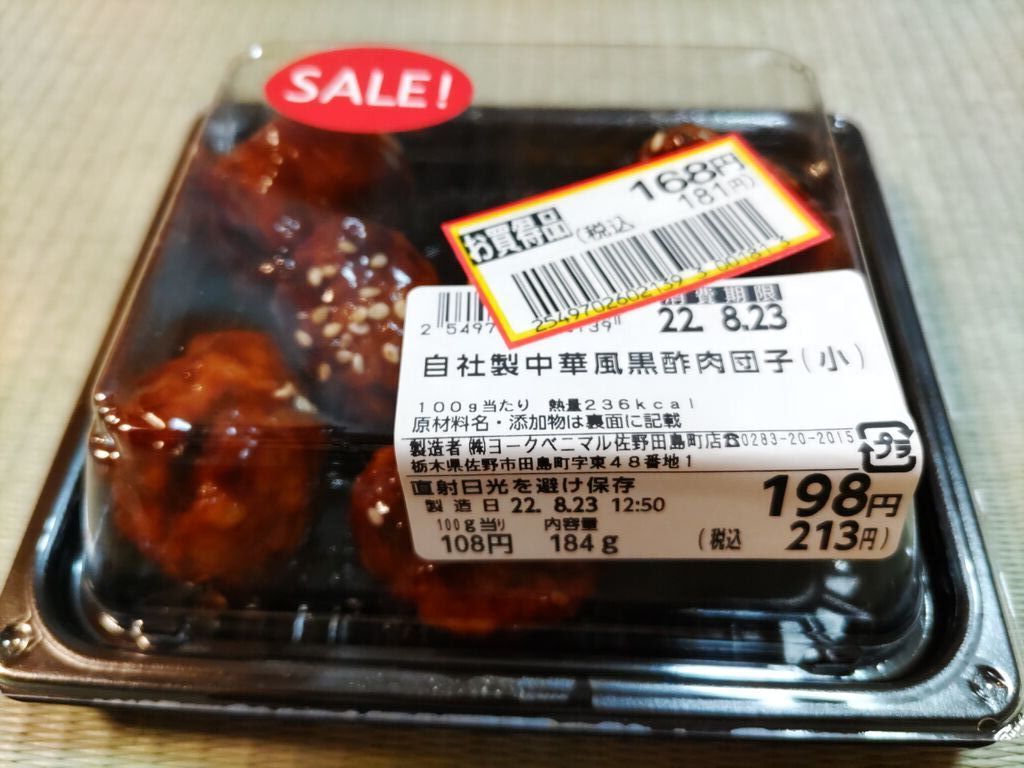 SALE!
お買得品
168円
(税込 181円)
2549702602139 3 00181 3
2 5497
139
消費期限
22. 8.23
自社製中華風黒酢肉団子(小)
100g当たり 熱量236kcal
原材料名・添加物は裏面に記載
製造者 ㈱ヨークベニマル佐野田島町店☎0283-20-2015
栃木県佐野市田島町字東48番地1
プラ
直射日光を避け保存
製造日 22. 8.23 12:50
198円
100g当り 内容量
108円 184g
(税込 213円)